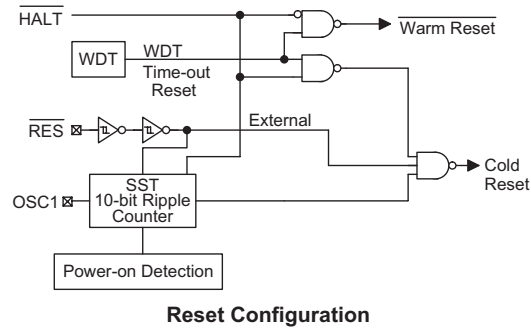 HALT
Warm Reset
WDT
WDT
Time-out
Reset
RES
External
SST
10-bit Ripple
Counter
OSC1
Cold
Reset
Power-on Detection
Reset Configuration